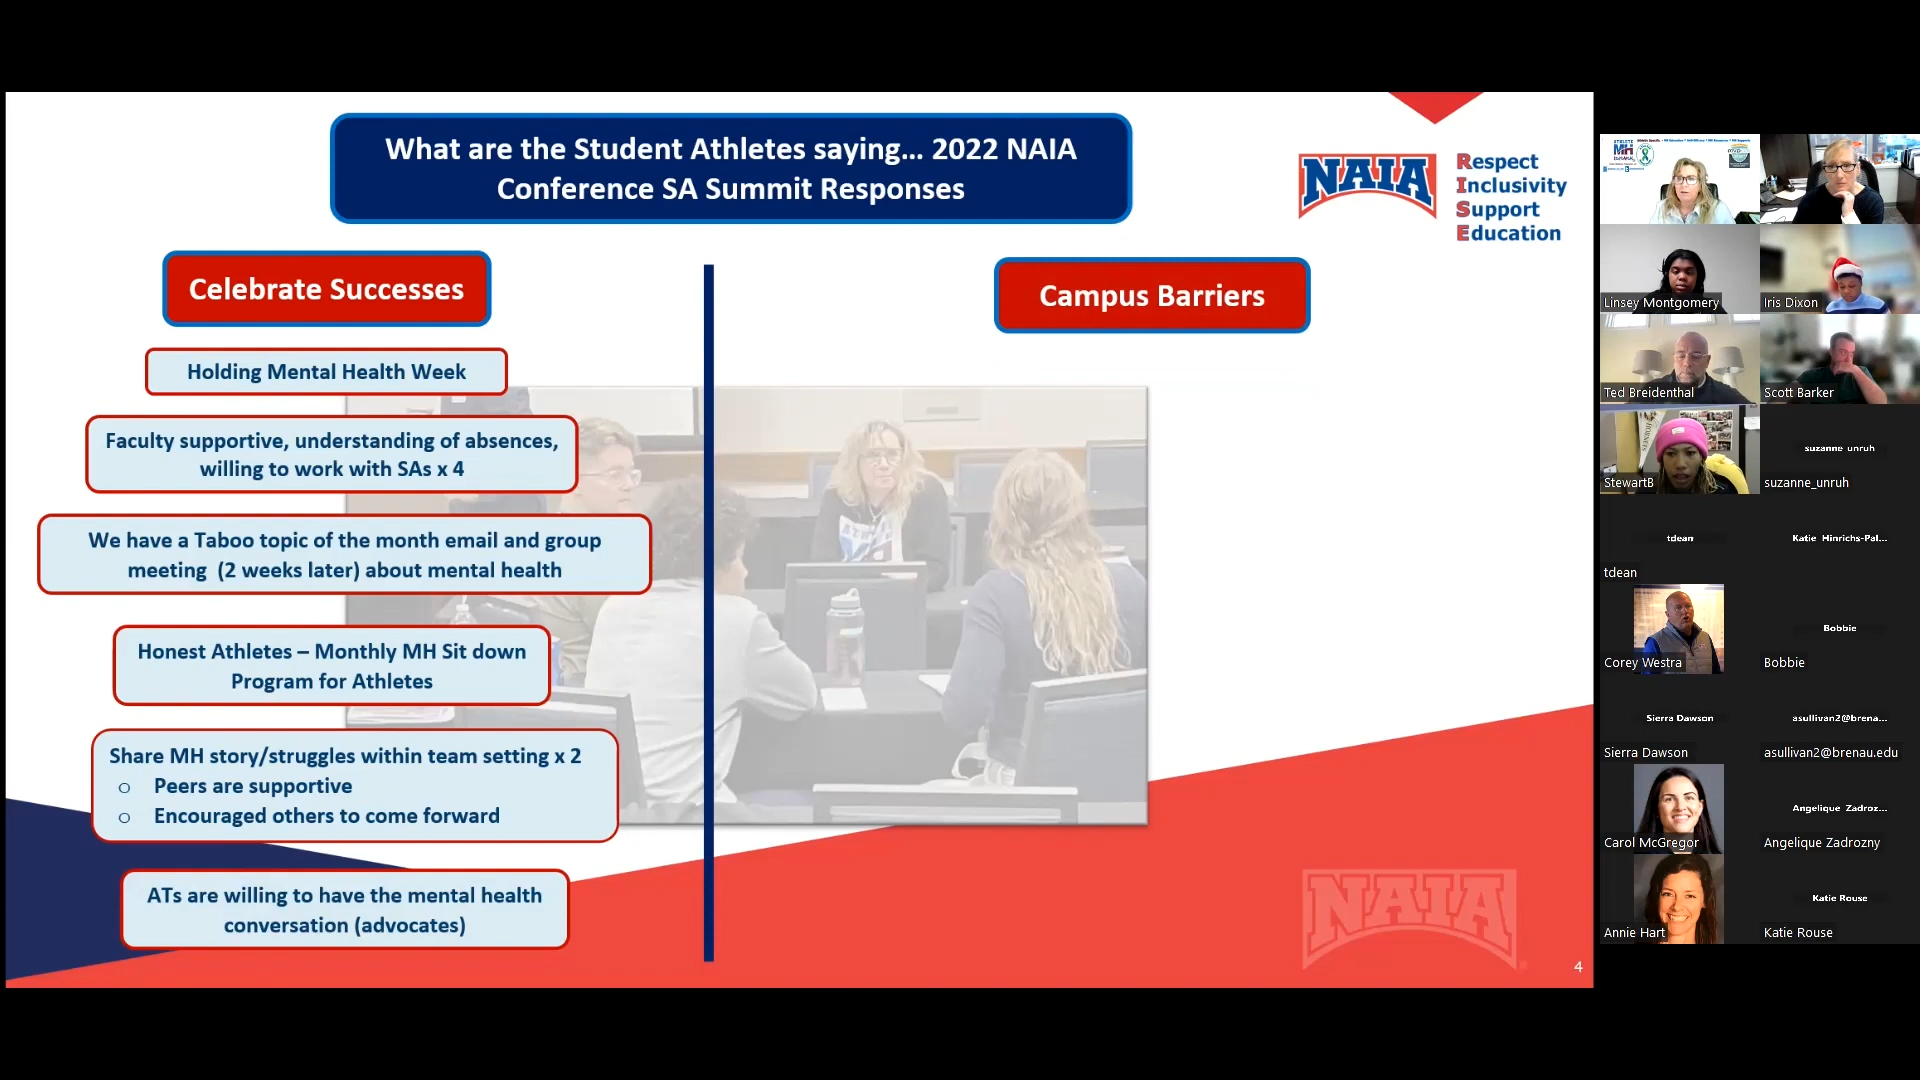 What are the Student Athletes saying... 2022 NAIA
Conference SA Summit Responses
NAIA
Respect
Inclusivity
Support
Education
Celebrate Successes
Campus Barriers
Holding Mental Health Week
Faculty supportive, understanding of absences,
willing to work with SAs x 4
We have a Taboo topic of the month email and group
meeting (2 weeks later) about mental health
Honest Athletes – Monthly MH Sit down
Program for Athletes
Share MH story/struggles within team setting x 2
o Peers are supportive
o Encouraged others to come forward
ATs are willing to have the mental health
conversation (advocates)
NAIA
4
ATHLETE
MH
Linsey Montgomery
Iris Dixon
Ted Breidenthal
Scott Barker
StewartB
suzanne_unruh
suzanne_unruh
tdean
tdean
Katie Hinrichs-Pal...
Corey Westra
Bobbie
Bobbie
Sierra Dawson
Sierra Dawson
asullivan2@brena...
asullivan2@brenau.edu
Carol McGregor
Angelique Zadroz...
Angelique Zadrozny
Annie Hart
Katie Rouse
Katie Rouse